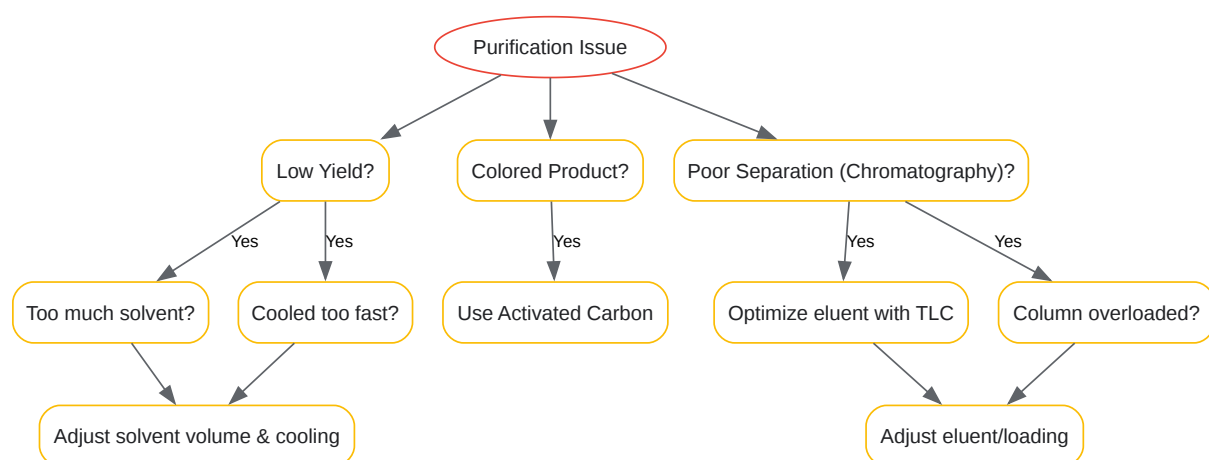 Purification Issue
Low Yield?
Colored Product?
Poor Separation (Chromatography)?
Yes
Yes
Yes
Yes
Yes
Too much solvent?
Cooled too fast?
Use Activated Carbon
Optimize eluent with TLC
Column overloaded?
Adjust solvent volume & cooling
Adjust eluent/loading